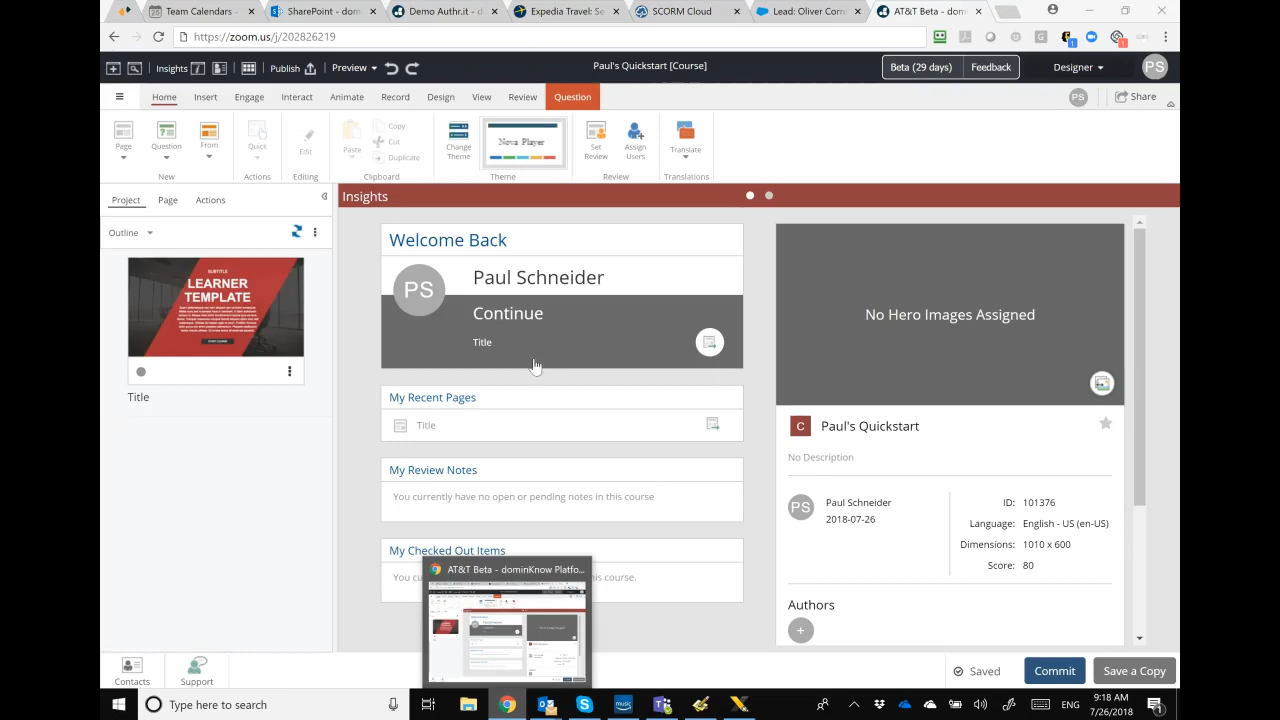 Team Calendars -
SharePoint - dom
Demo Authr.it - d
Expedia Travel: Se
SCORM Cloud
Lead: Oliver Corn
AT&T Beta - dom
https://zoom.us/j/202826219
Insights
Publish
Preview
Paul's Quickstart [Course]
Beta (29 days)
Feedback
Designer
PS
Home
Insert
Engage
Interact
Animate
Record
Design
View
Review
Question
PS
Share
Page
Question
From
Quick
Edit
Paste
Copy
Cut
Duplicate
Change
Theme
Nova Player
Set
Review
Assign
Users
Translate
New
Actions
Editing
Clipboard
Theme
Review
Translations
Project
Page
Actions
Outline
SUBTITLE
LEARNER
TEMPLATE
START COURSE
Title
Insights
Welcome Back
PS
Paul Schneider
Continue
Title
My Recent Pages
Title
My Review Notes
You currently have no open or pending notes in this course
My Checked Out Items
You cu
his course.
AT&T Beta - dominKnow Platfo...
No Hero Images Assigned
C
Paul's Quickstart
No Description
PS
Paul Schneider
2018-07-26
ID: 101376
Language: English - US (en-US)
Dimensions: 1010 x 600
Score: 80
Authors
Contacts
Support
Saved
Commit
Save a Copy
Type here to search
music
ENG
9:18 AM
7/26/2018